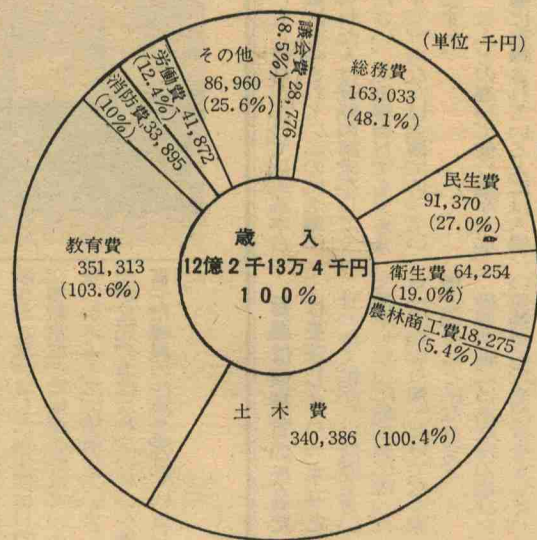 (単位 千円)
議会費 28,776
(8.5%)
総務費
163,033
(48.1%)
民生費
91,370
(27.0%)
衛生費 64,254
(19.0%)
農林商工費 18,275
(5.4%)
土木費
340,386 (100.4%)
教育費
351,313
(103.6%)
消防費 33,895
(10%)
労働費 41,872
(12.4%)
その他
86,960
(25.6%)
歳入
12億2千13万4千円
100%